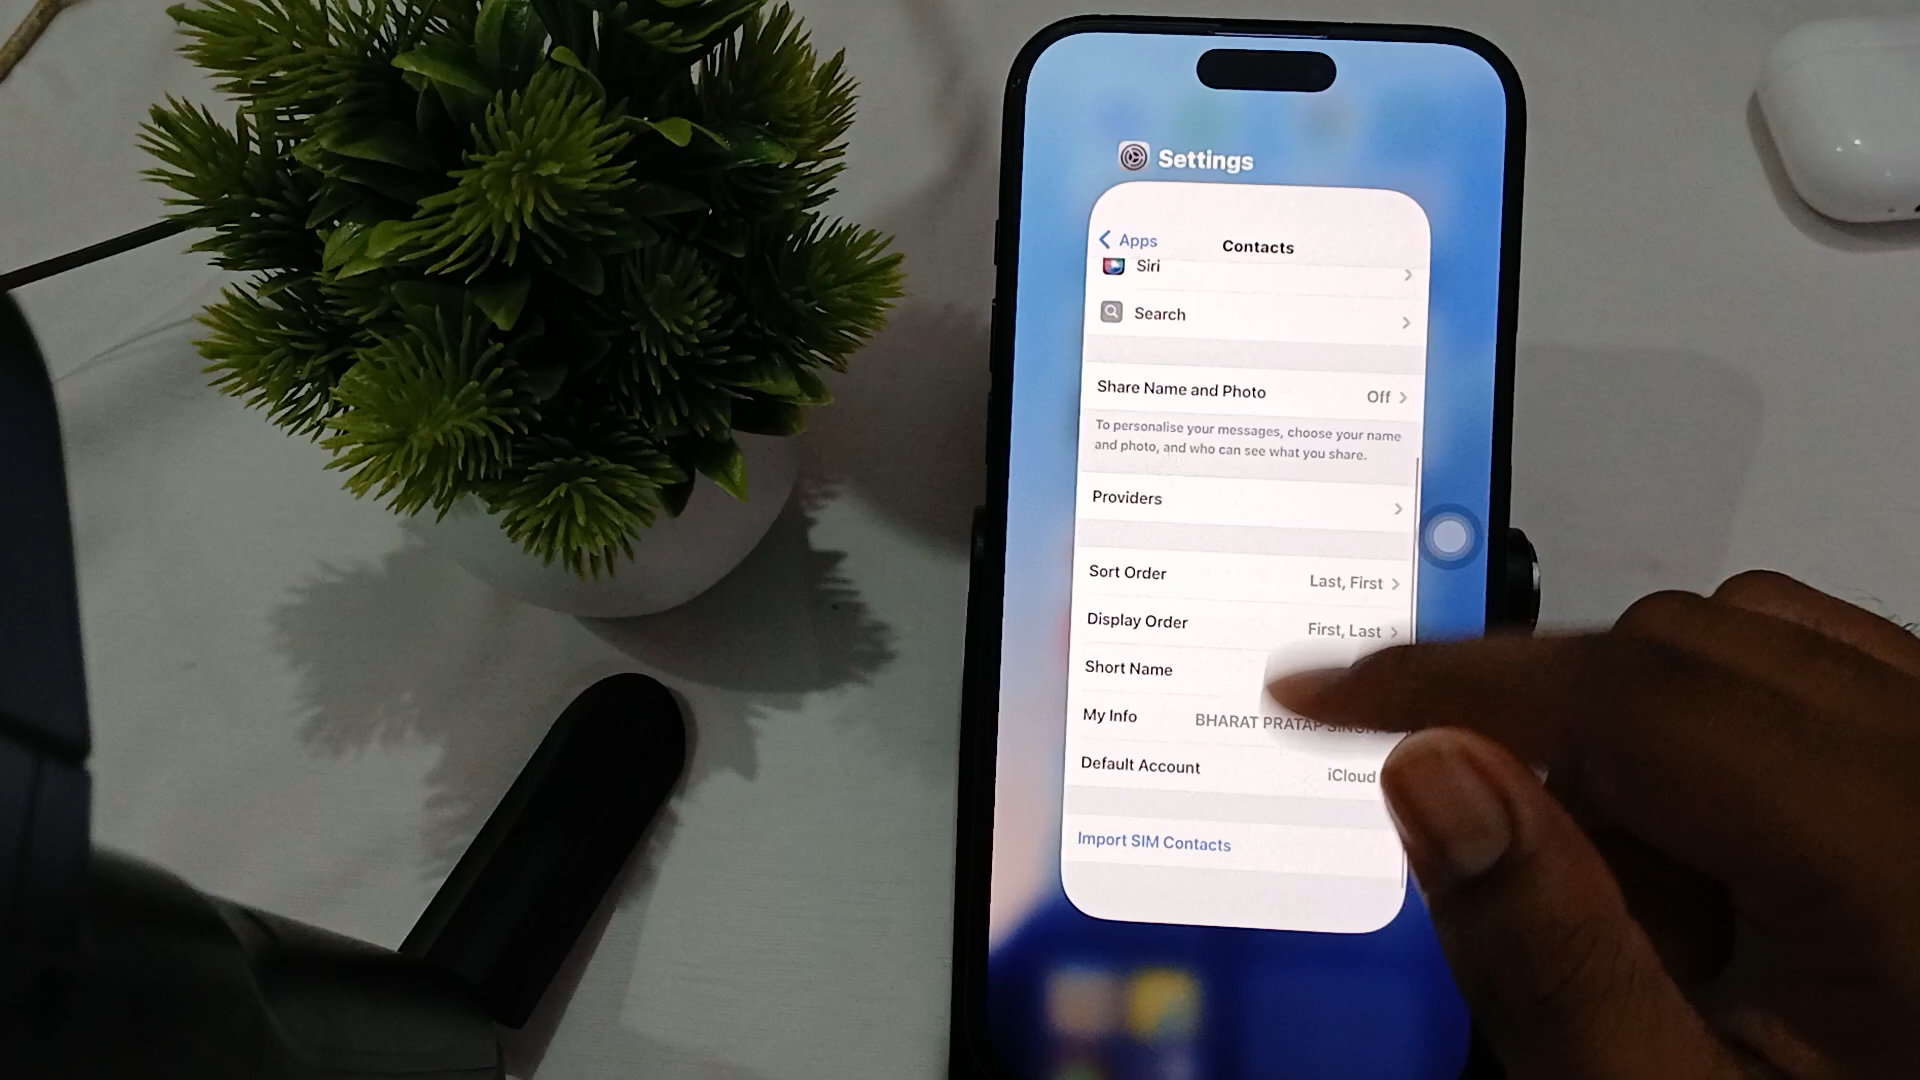 Settings
Apps
Contacts
Siri
Search
Share Name and Photo
Off
To personalise your messages, choose your name
and photo, and who can see what you share.
Providers
Sort Order
Last, First
Display Order
First, Last
Short Name
My Info
BHARAT PRATAP
Default Account
iCloud
Import SIM Contacts